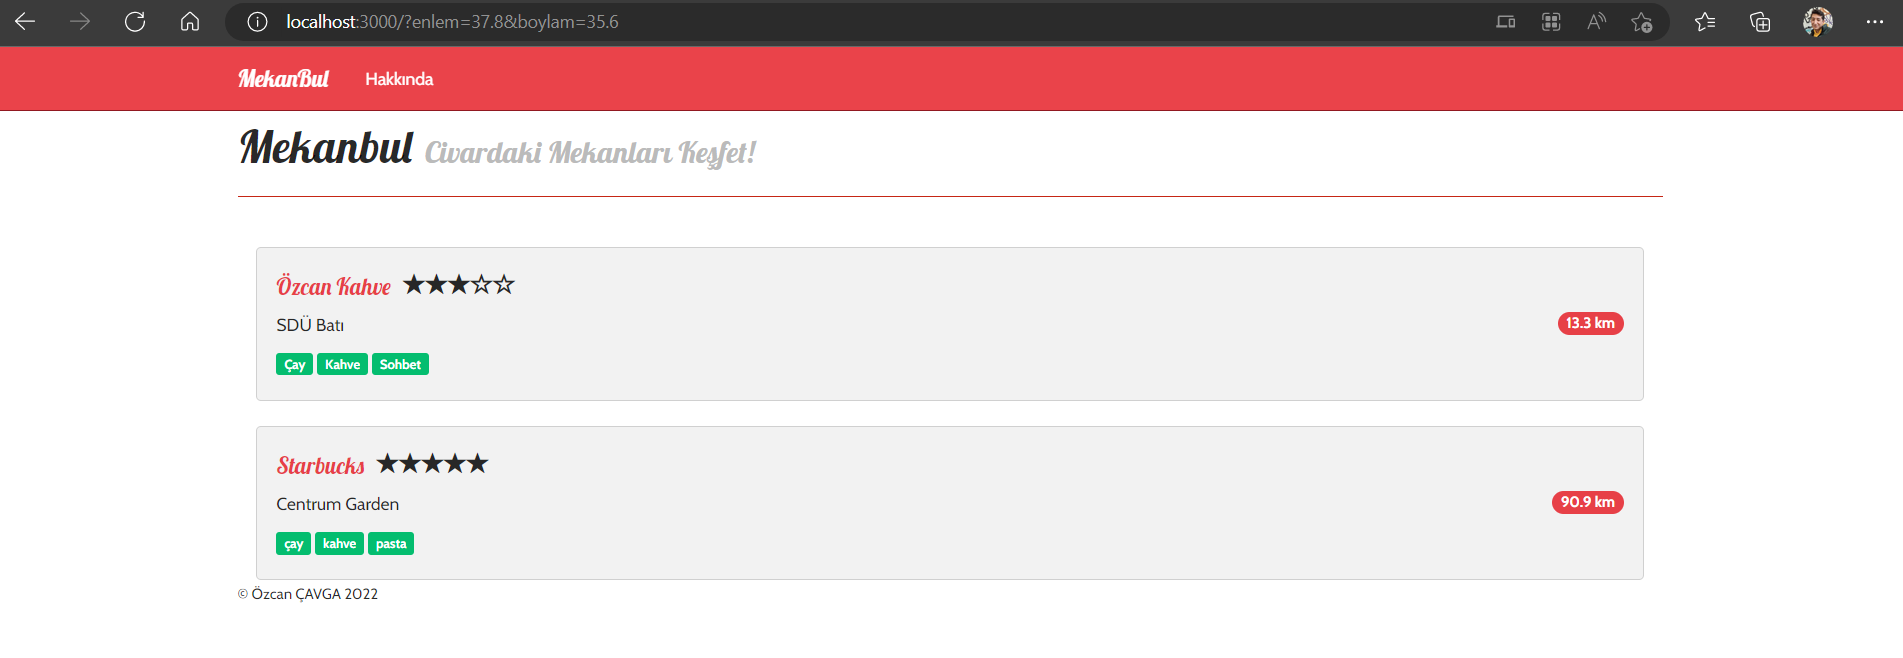 localhost:3000/?enlem=37.8&boylam=35.6
MekanBul Hakkında
Mekanbul Civardaki Mekanları Keşfet!
Özcan Kahve ★★★☆☆
SDÜ Batı
13.3 km
Çay Kahve Sohbet
Starbucks ★★★★★
Centrum Garden
90.9 km
çay kahve pasta
© Özcan ÇAVGA 2022